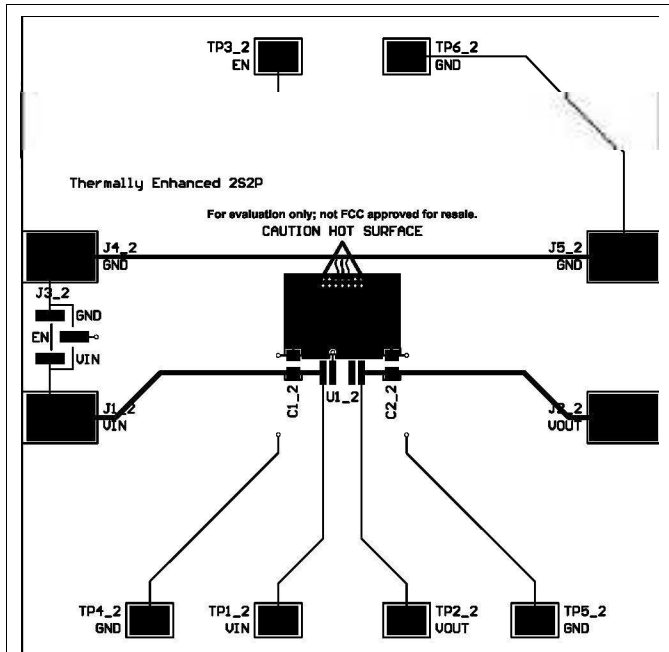 TP3_2
EN
TP6_2
GND
Thermally Enhanced 2S2P
For evaluation only; not FCC approved for resale.
CAUTION HOT SURFACE
J4_2
GND
J5_2
GND
J3_2
GND
EN
VIN
J1_2
VIN
C1_2
U1_2
C2_2
J2_2
VOUT
TP4_2
GND
TP1_2
VIN
TP2_2
VOUT
TP5_2
GND